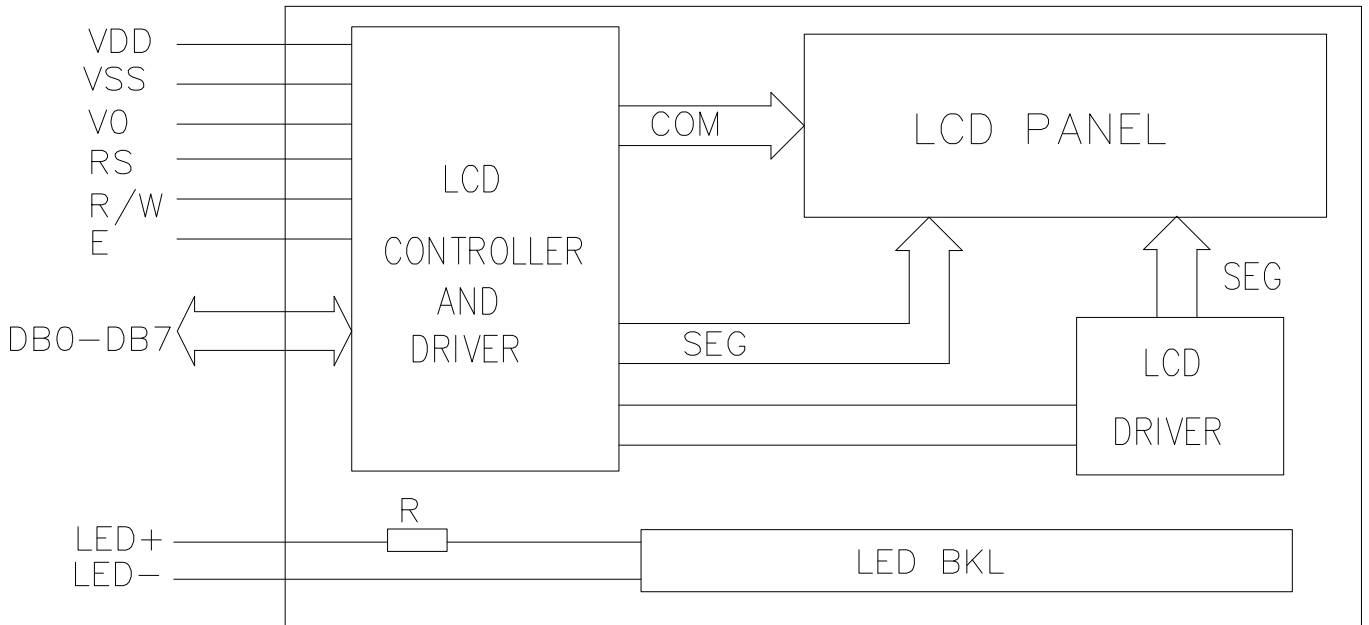 VDD
VSS
V0
RS
R/W
E
DB0-DB7
LCD
CONTROLLER
AND
DRIVER
COM
LCD PANEL
SEG
SEG
LCD
DRIVER
LED+
LED-
R
LED BKL